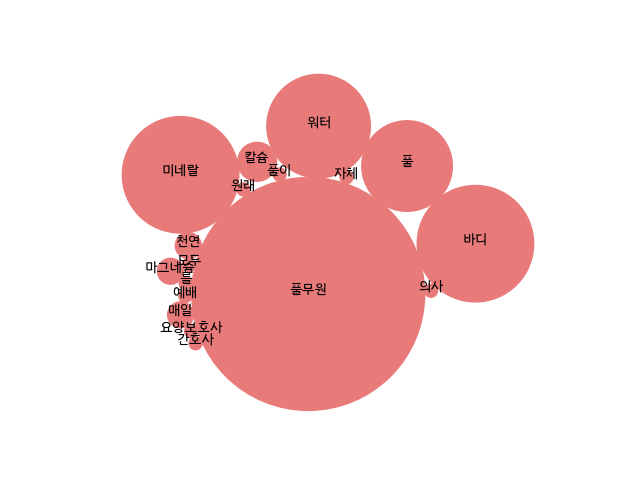 워터
칼슘
풀
미네랄
풀이
자체
원래
천연
바디
모두
마그네슘
들
의사
풀무원
예배
매일
요양보호사
간호사